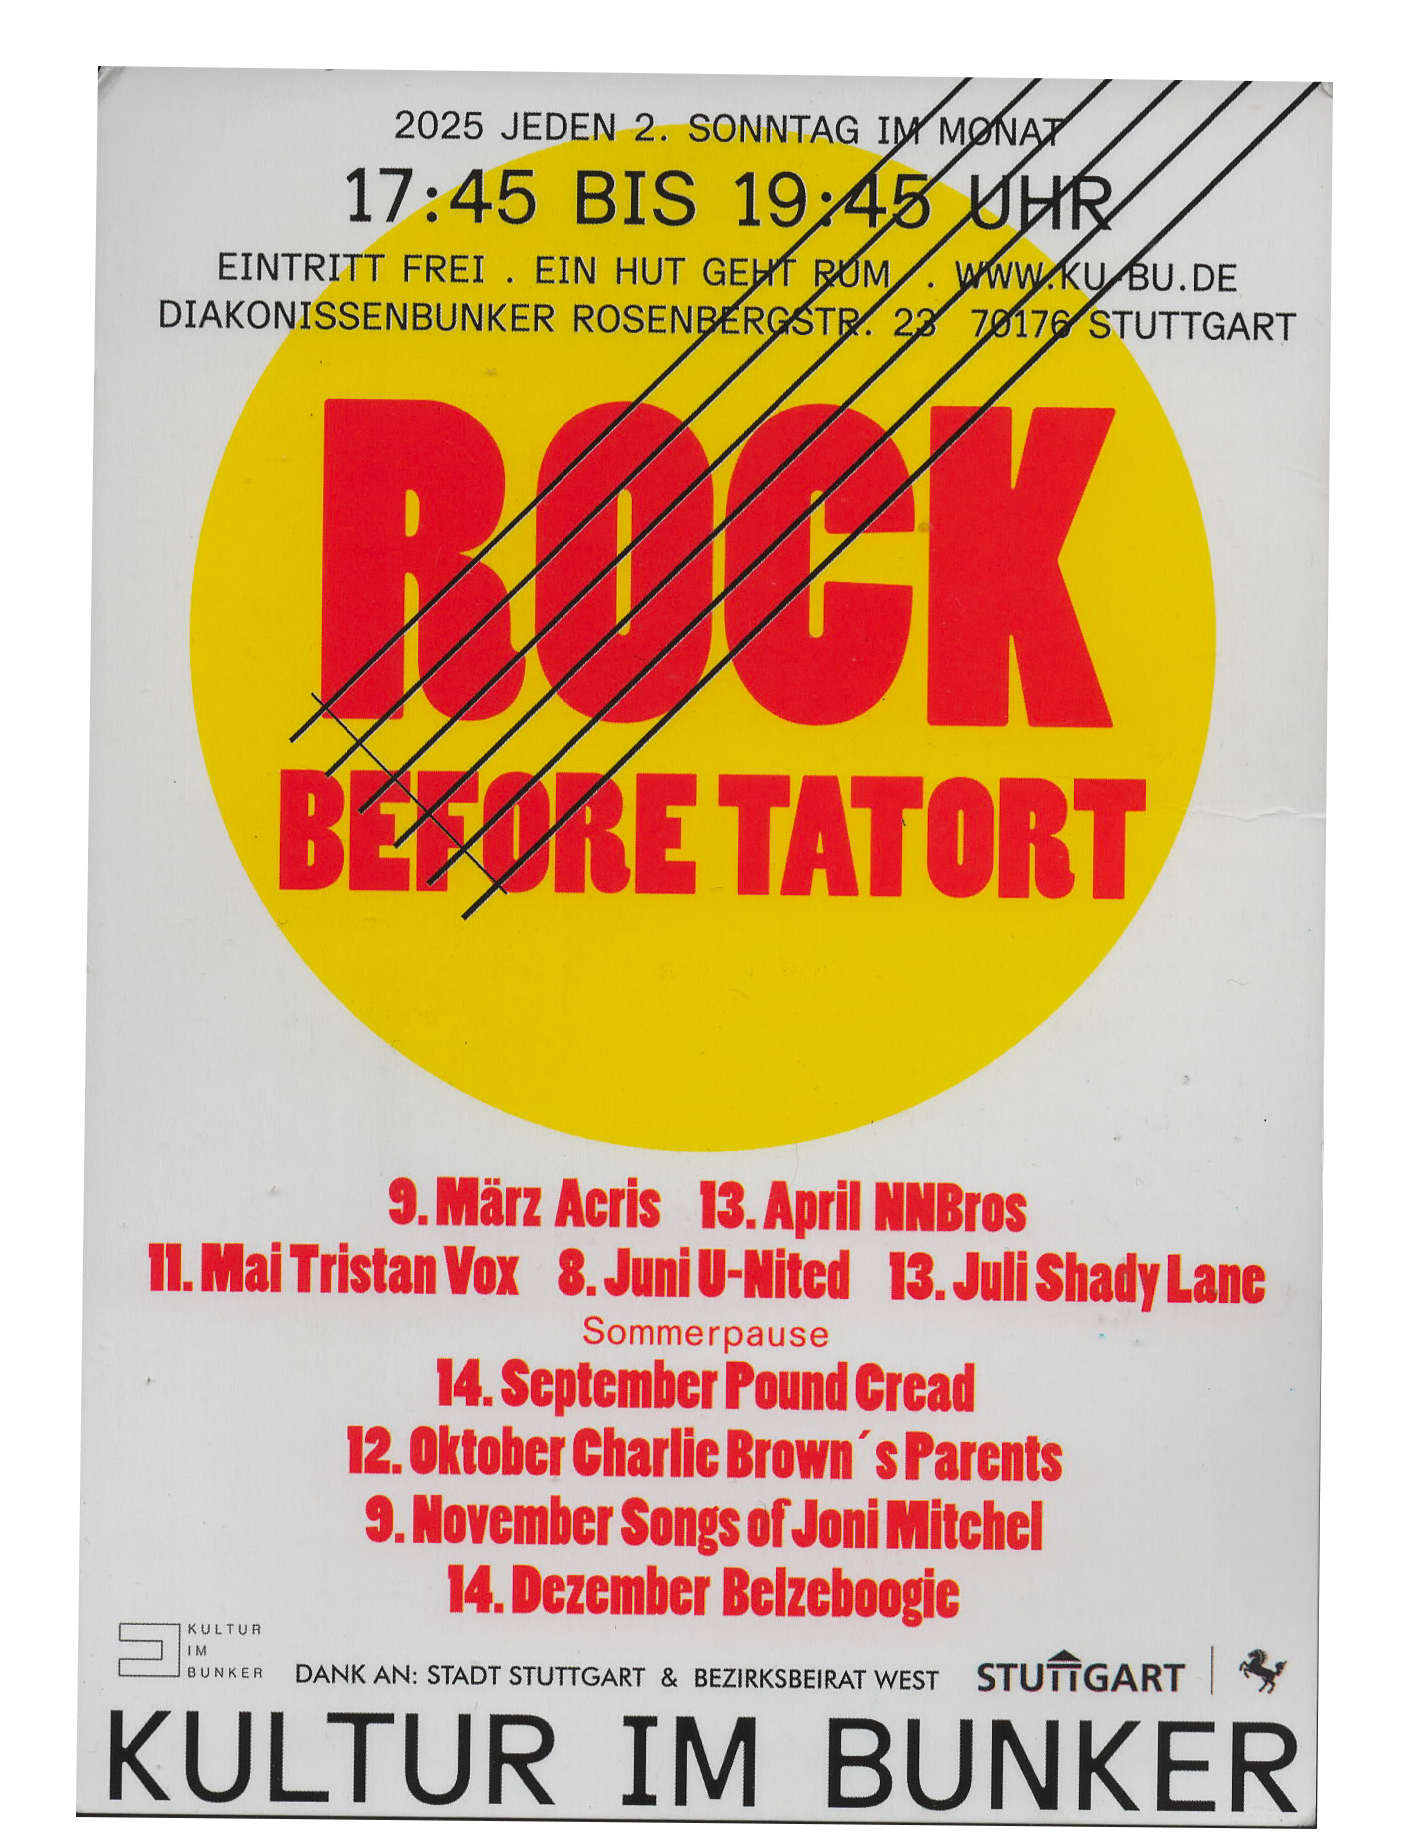 2025 JEDEN 2. SONNTAG IM MONAT
17:45 BIS 19:45 UHR
EINTRITT FREI . EIN HUT GEHT RUM . WWW.KU-BU.DE
DIAKONISSENBUNKER ROSENBERGSTR. 23 70176 STUTTGART
ROCK
BEFORE TATORT
9. März Acris 13. April NNBros
11. Mai Tristan Vox 8. Juni U-Nited 13. Juli Shady Lane
Sommerpause
14. September Pound Cread
12. Oktober Charlie Brown´s Parents
9. November Songs of Joni Mitchel
14. Dezember Belzeboogie
KULTUR
IM
BUNKER
DANK AN: STADT STUTTGART & BEZIRKSBEIRAT WEST
STUTTGART
KULTUR IM BUNKER